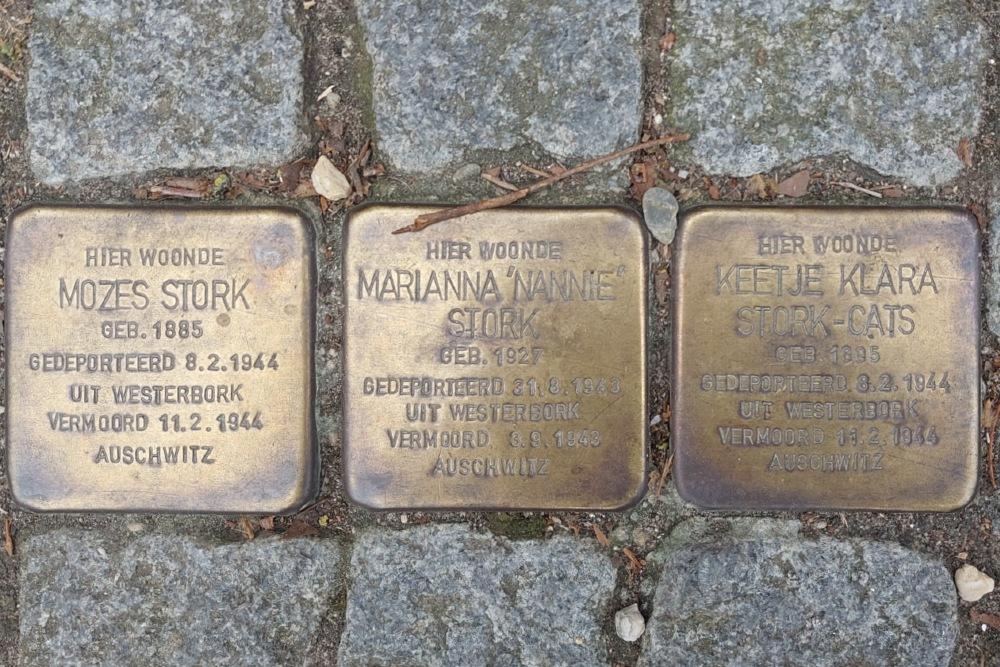 HIER WOONDE
MOZES STORK
GEB. 1885
GEDEPORTEERD 8.2.1944
UIT WESTERBORK
VERMOORD 11.2.1944
AUSCHWITZ
HIER WOONDE
MARIANNA 'NANNIE'
STORK
GEB. 1927
GEDEPORTEERD 31.8.1943
UIT WESTERBORK
VERMOORD 3.9.1943
AUSCHWITZ
HIER WOONDE
KEETJE KLARA
STORK-CATS
GEB. 1895
GEDEPORTEERD 8.2.1944
UIT WESTERBORK
VERMOORD 11.2.1944
AUSCHWITZ